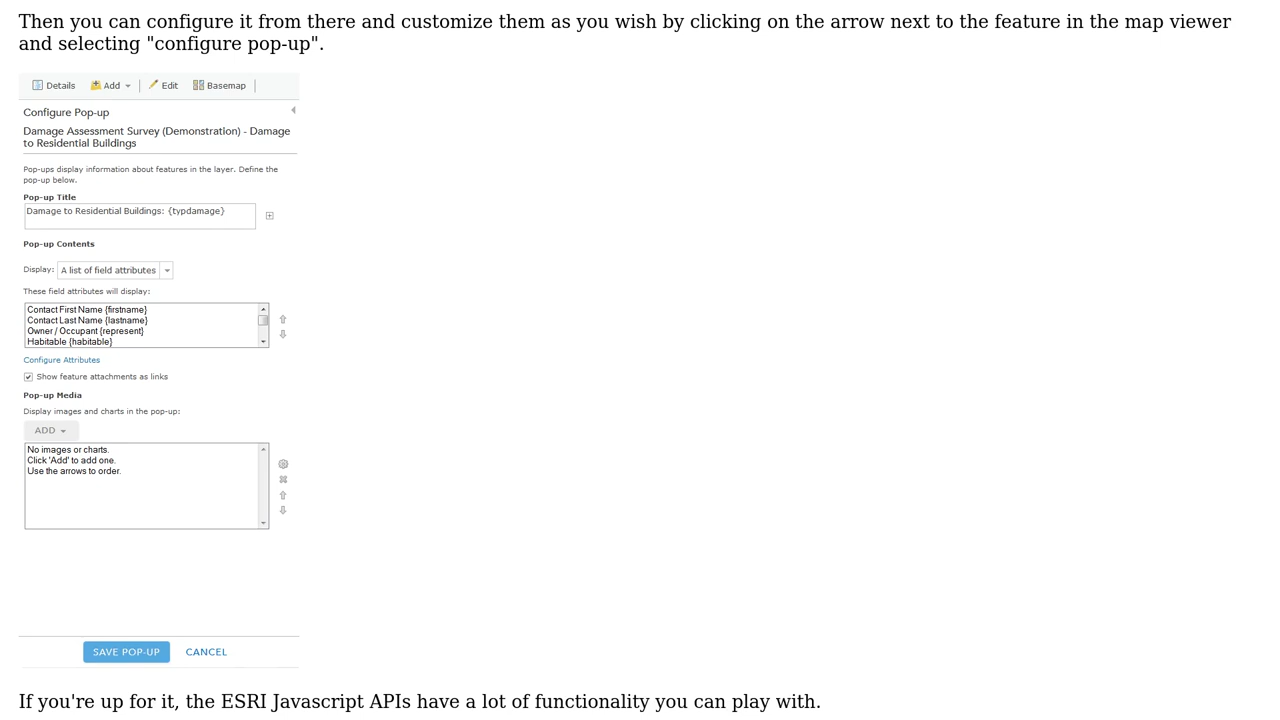 Then you can configure it from there and customize them as you wish by clicking on the arrow next to the feature in the map viewer
and selecting "configure pop-up".
Details Add Edit Basemap
Configure Pop-up
Damage Assessment Survey (Demonstration) - Damage
to Residential Buildings
Pop-ups display information about features in the layer. Define the
pop-up below.
Pop-up Title
Damage to Residential Buildings: {typdamage}
Pop-up Contents
Display: A list of field attributes
These field attributes will display:
Contact First Name {firstname}
Contact Last Name {lastname}
Owner / Occupant {represent}
Habitable {habitable}
Configure Attributes
Show feature attachments as links
Pop-up Media
Display images and charts in the pop-up:
ADD
No images or charts.
Click 'Add' to add one.
Use the arrows to order.
SAVE POP-UP CANCEL
If you're up for it, the ESRI Javascript APIs have a lot of functionality you can play with.